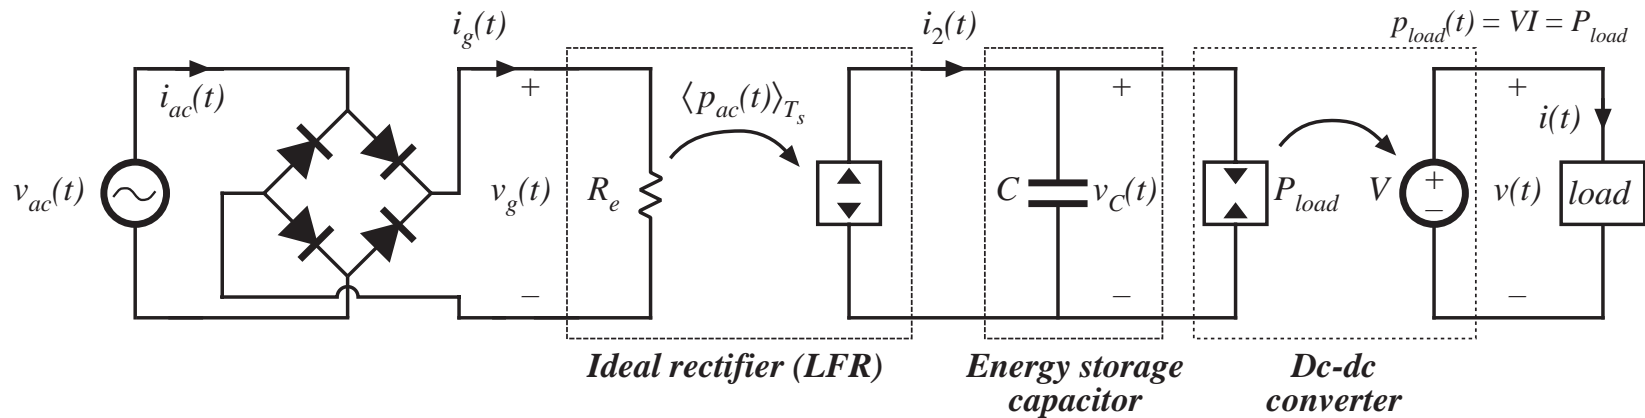 p_load(t) = VI = P_load
i_g(t)
i_2(t)
i_ac(t)
+
⟨p_ac(t)⟩_T_s
+
+
i(t)
v_ac(t)
v_g(t)
R_e
C
v_C(t)
P_load
V
+
–
v(t)
load
–
–
–
Ideal rectifier (LFR)
Energy storage
capacitor
Dc-dc
converter